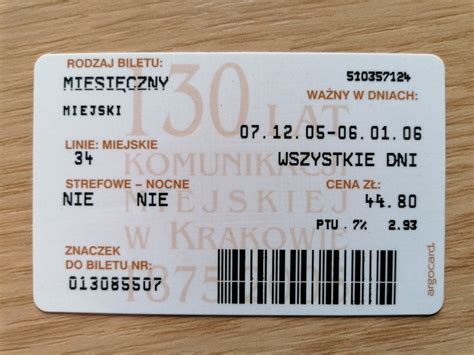 RODZAJ BILETU:
MIESIĘCZNY
MIEJSKI
510357124
WAŻNY W DNIACH:
07.12.05-06.01.06
LINIE: MIEJSKIE
34
WSZYSTKIE DNI
STREFOWE – NOCNE
NIE NIE
CENA ZŁ:
44.80
PTU . 7% 2.93
ZNACZEK
DO BILETU NR:
013085507
130 LAT
KOMUNIKACJI
MIEJSKIEJ
W KRAKOWIE
argocard.